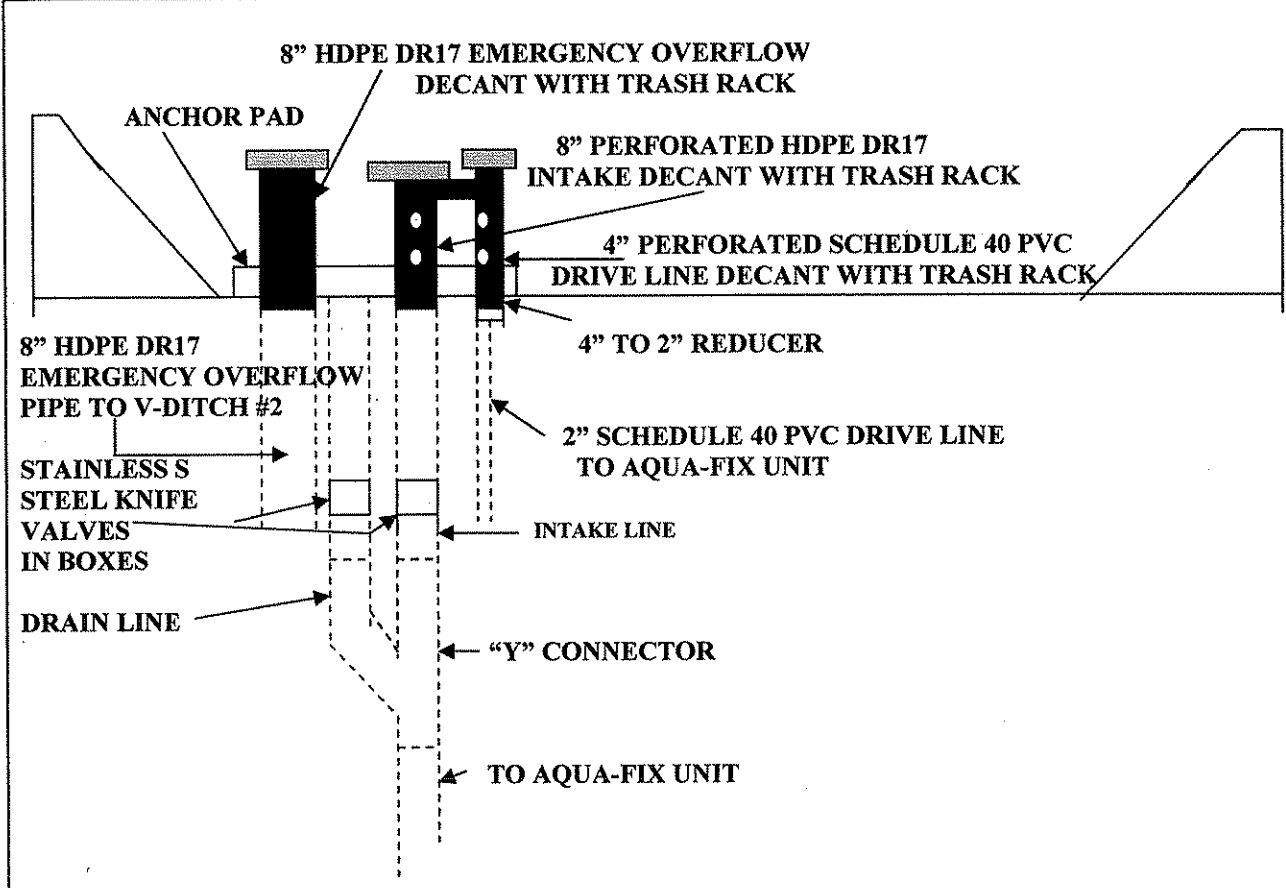 8” HDPE DR17 EMERGENCY OVERFLOW
DECANT WITH TRASH RACK
ANCHOR PAD
8” PERFORATED HDPE DR17
INTAKE DECANT WITH TRASH RACK
4” PERFORATED SCHEDULE 40 PVC
DRIVE LINE DECANT WITH TRASH RACK
4” TO 2” REDUCER
8” HDPE DR17
EMERGENCY OVERFLOW
PIPE TO V-DITCH #2
2” SCHEDULE 40 PVC DRIVE LINE
TO AQUA-FIX UNIT
STAINLESS S
STEEL KNIFE
VALVES
IN BOXES
INTAKE LINE
DRAIN LINE
“Y” CONNECTOR
TO AQUA-FIX UNIT